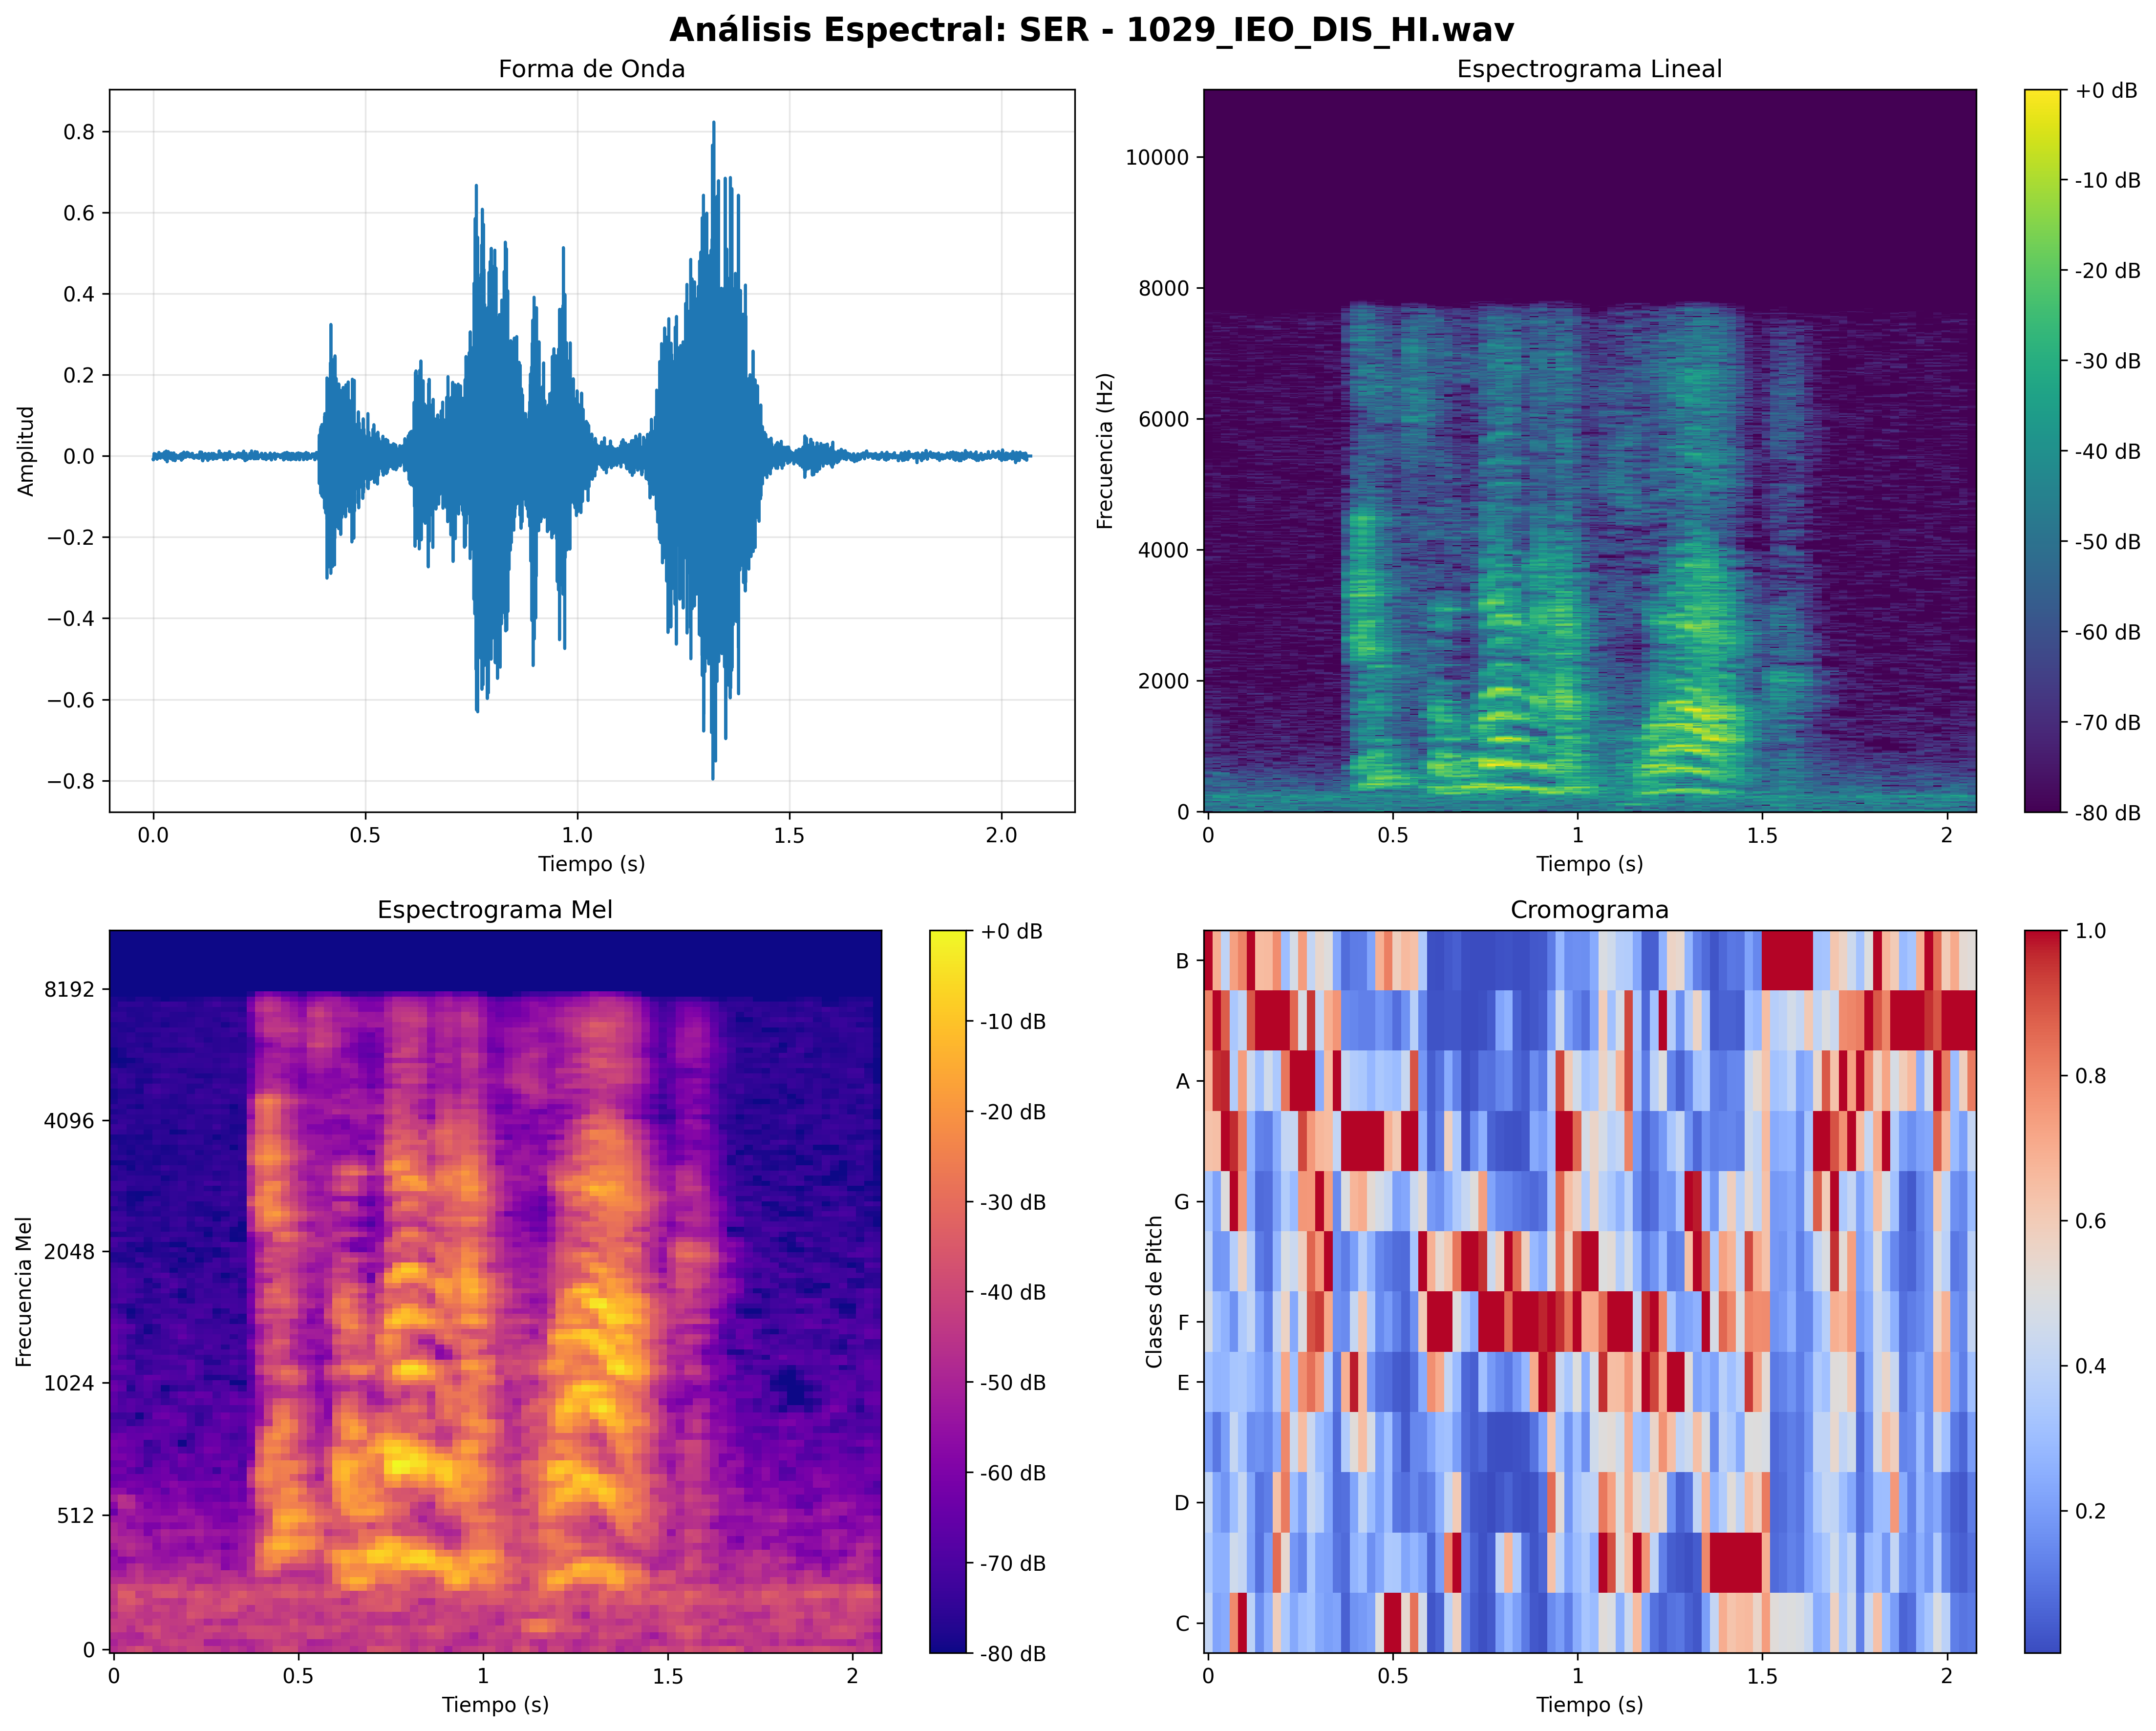 Análisis Espectral: SER - 1029_IEO_DIS_HI.wav
Forma de Onda
0.8
0.6
0.4
0.2
0.0
−0.2
−0.4
−0.6
−0.8
Amplitud
0.0 0.5 1.0 1.5 2.0
Tiempo (s)
Espectrograma Lineal
10000
8000
6000
4000
2000
0
Frecuencia (Hz)
0 0.5 1 1.5 2
Tiempo (s)
+0 dB
-10 dB
-20 dB
-30 dB
-40 dB
-50 dB
-60 dB
-70 dB
-80 dB
Espectrograma Mel
8192
4096
2048
1024
512
0
Frecuencia Mel
0 0.5 1 1.5 2
Tiempo (s)
+0 dB
-10 dB
-20 dB
-30 dB
-40 dB
-50 dB
-60 dB
-70 dB
-80 dB
Cromograma
B
A
G
F
E
D
C
Clases de Pitch
0 0.5 1 1.5 2
Tiempo (s)
1.0
0.8
0.6
0.4
0.2